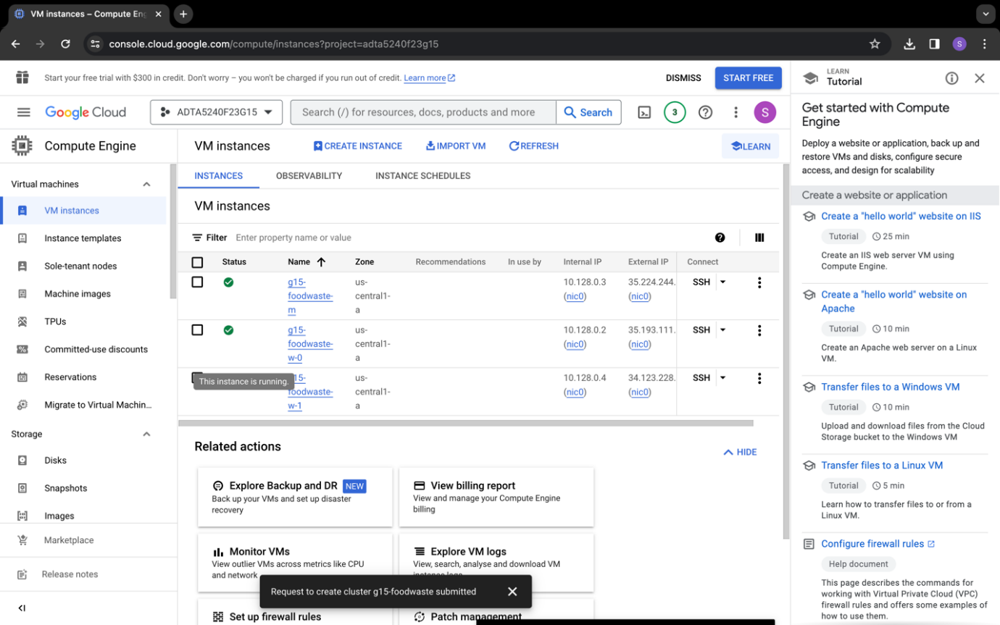 VM instances – Compute Eng
console.cloud.google.com/compute/instances?project=adta5240f23g15
S
Start your free trial with $300 in credit. Don't worry – you won't be charged if you run out of credit. Learn more
DISMISS
START FREE
Google Cloud
ADTA5240F23G15
Search (/) for resources, docs, products and more
Search
3
S
Compute Engine
VM instances
CREATE INSTANCE
IMPORT VM
REFRESH
LEARN
Virtual machines
VM instances
Instance templates
Sole-tenant nodes
Machine images
TPUs
Committed-use discounts
Reservations
Migrate to Virtual Machin...
Storage
Disks
Snapshots
Images
Marketplace
Release notes
INSTANCES
OBSERVABILITY
INSTANCE SCHEDULES
VM instances
Filter Enter property name or value
Status Name Zone Recommendations In use by Internal IP External IP Connect
g15- us- 10.128.0.3 35.224.244. SSH
foodwaste- central1- (nic0) (nic0)
m a
g15- us- 10.128.0.2 35.193.111. SSH
foodwaste- central1- (nic0) (nic0)
w-0 a
This instance is running.
15- us- 10.128.0.4 34.123.228. SSH
foodwaste- central1- (nic0) (nic0)
w-1 a
Related actions
HIDE
Explore Backup and DR NEW
Back up your VMs and set up disaster
recovery
View billing report
View and manage your Compute Engine
billing
Monitor VMs
View outlier VMs across metrics like CPU
and network
Explore VM logs
View, search, analyse and download VM
instance logs
Request to create cluster g15-foodwaste submitted
Set up firewall rules
Patch management
LEARN
Tutorial
Get started with Compute
Engine
Deploy a website or application, back up and
restore VMs and disks, configure secure
access, and design for scalability
Create a website or application
Create a "hello world" website on IIS
Tutorial 25 min
Create an IIS web server VM using
Compute Engine.
Create a "hello world" website on
Apache
Tutorial 10 min
Create an Apache web server on a Linux
VM.
Transfer files to a Windows VM
Tutorial 10 min
Upload and download files from the Cloud
Storage bucket to the Windows VM
Transfer files to a Linux VM
Tutorial 5 min
Learn how to transfer files to or from a
Linux VM.
Configure firewall rules
Help document
This page describes the commands for
working with Virtual Private Cloud (VPC)
firewall rules and offers some examples of
how to use them.